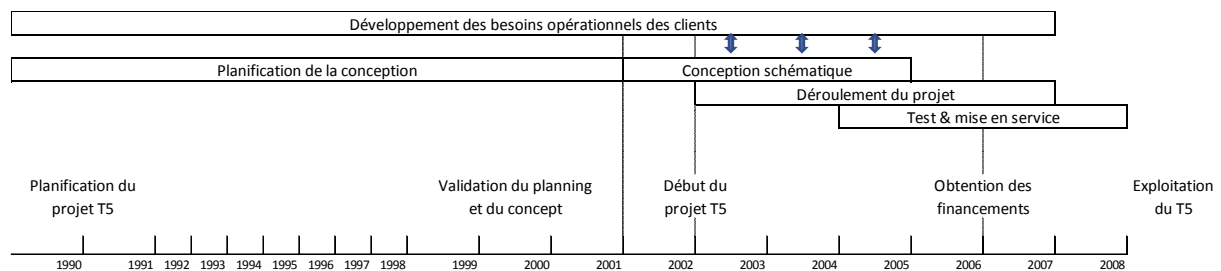 Développement des besoins opérationnels des clients
Planification de la conception
Conception schématique
Déroulement du projet
Test & mise en service
Planification du
projet T5
Validation du planning
et du concept
Début du
projet T5
Obtention des
financements
Exploitation
du T5
1990 1991 1992 1993 1994 1995 1996 1997 1998 1999 2000 2001 2002 2003 2004 2005 2006 2007 2008